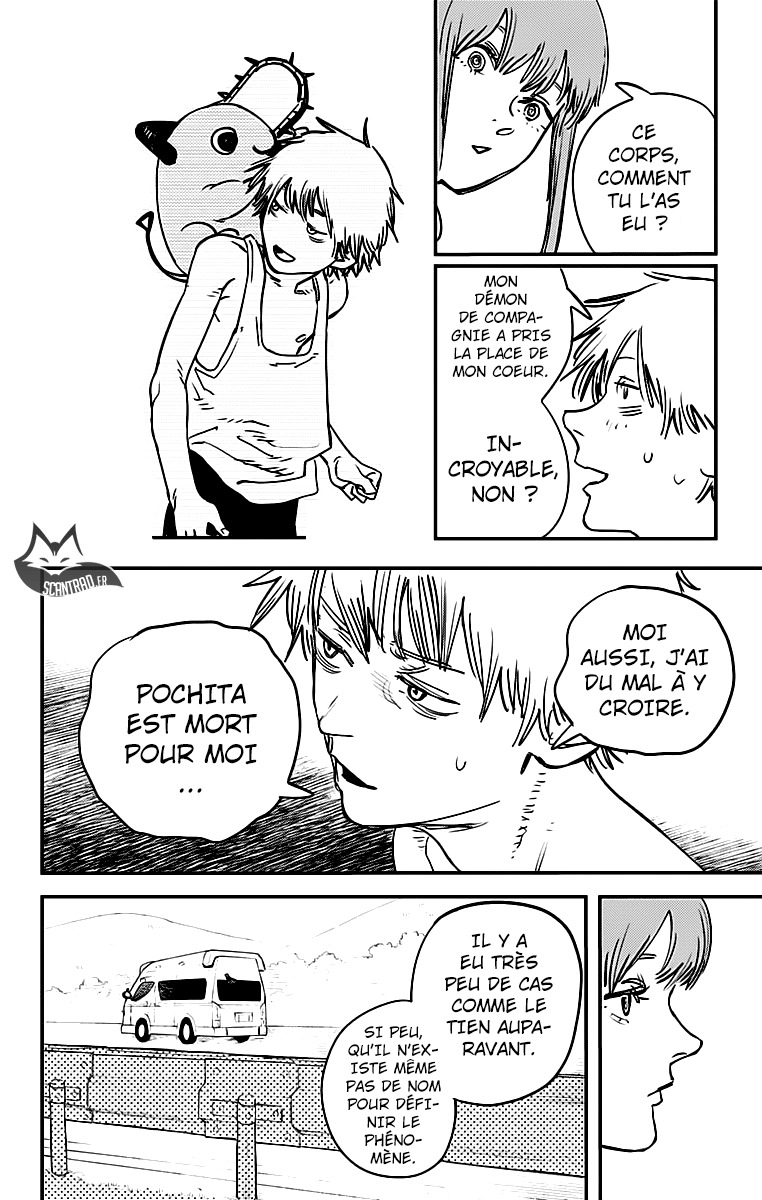 CE
CORPS,
COMMENT
TU L'AS
EU ?
MON
DÉMON
DE COMPA-
GNIE A PRIS
LA PLACE DE
MON COEUR.
IN-
CROYABLE,
NON ?
MOI
AUSSI, J'AI
DU MAL À Y
CROIRE.
POCHITA
EST MORT
POUR MOI
...
IL Y A
EU TRÈS
PEU DE CAS
COMME LE
TIEN AUPA-
RAVANT.
SI PEU,
QU'IL N'EX-
ISTE MÊME
PAS DE NOM
POUR DÉFI-
NIR LE
PHÉNO-
MÈNE.
SCANTRAD.FR